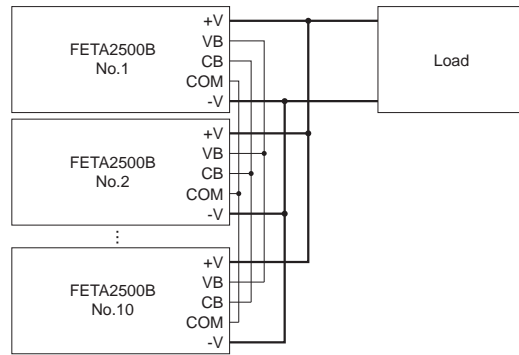 FETA2500B
No.1
+V
VB
CB
COM
-V
Load
FETA2500B
No.2
+V
VB
CB
COM
-V
FETA2500B
No.10
+V
VB
CB
COM
-V